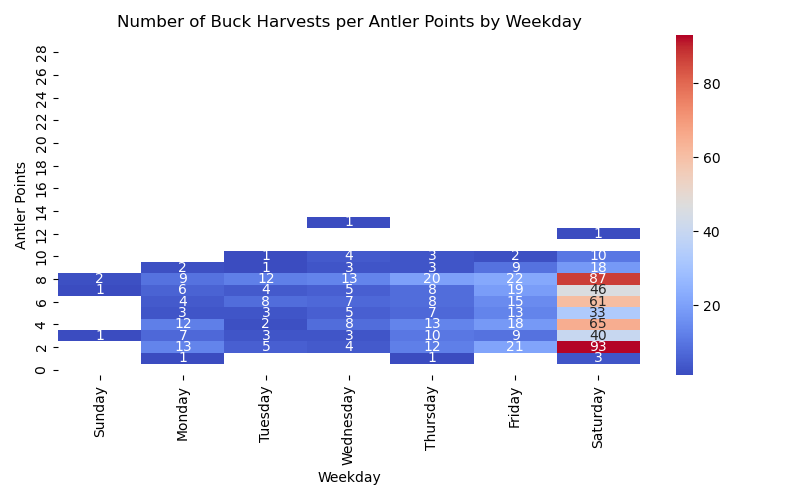 Number of Buck Harvests per Antler Points by Weekday
Antler Points
28
26
24
22
20
18
16
14
1
12 1
10 1 4 3 2 10
2 1 3 3 9 18
8 2 9 12 13 20 22 87
1 6 4 5 8 19 46
6 4 8 7 8 15 61
3 3 5 7 13 33
4 12 2 8 13 18 65
1 7 3 3 10 9 40
2 13 5 4 12 21 93
1 1 3
0
Sunday
Monday
Tuesday
Wednesday
Thursday
Friday
Saturday
Weekday
80
60
40
20